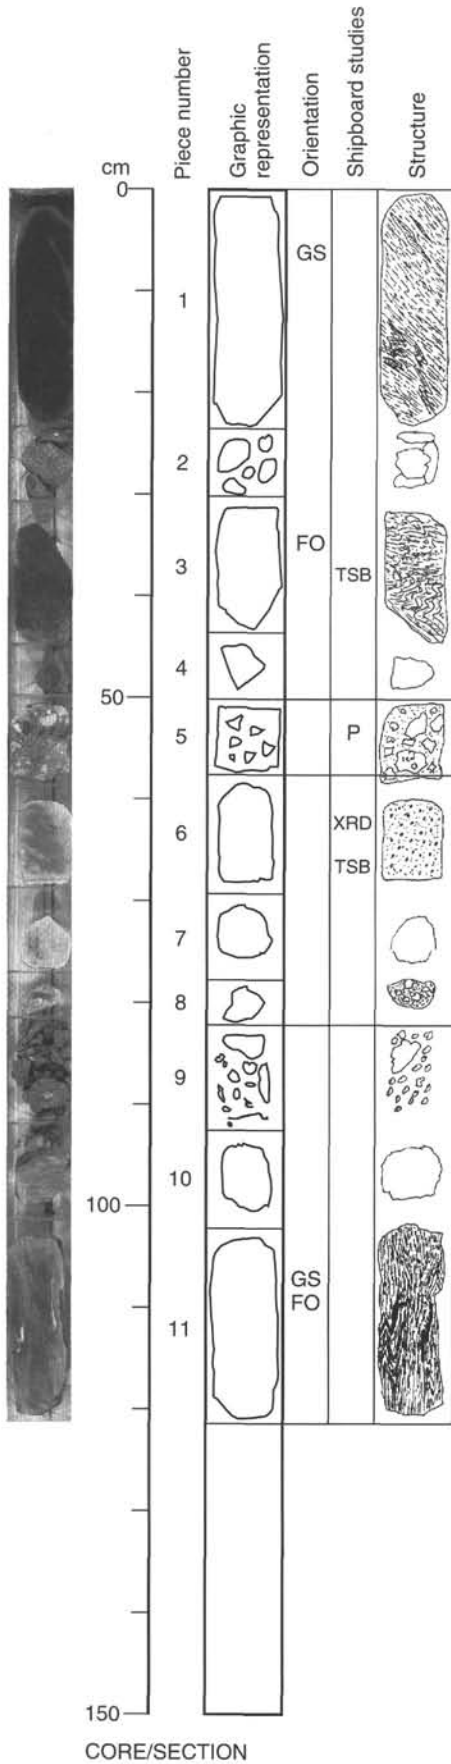 cm
Piece number
Graphic representation
Orientation
Shipboard studies
Structure
0
GS
1
2
FO
3
TSB
4
50
5
P
6
XRD
TSB
7
8
9
10
100
GS
FO
11
150
CORE/SECTION